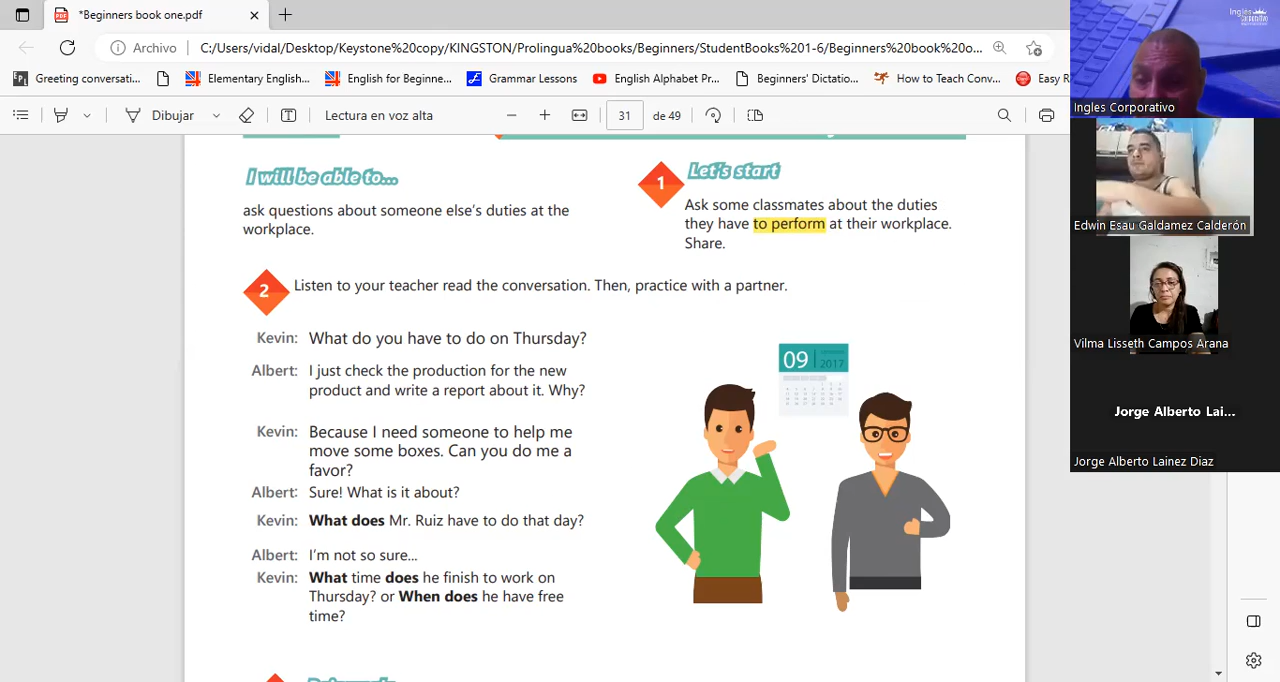 *Beginners book one.pdf
Archivo
C:/Users/vidal/Desktop/Keystone%20copy/KINGSTON/Prolingua%20books/Beginners/StudentBooks%201-6/Beginners%20book%20o...
Greeting conversati...
Elementary English...
English for Beginne...
Grammar Lessons
English Alphabet Pr...
Beginners' Dictatio...
How to Teach Conv...
Easy R
Dibujar
Lectura en voz alta
31
de 49
I will be able to...
ask questions about someone else's duties at the
workplace.
1
Let's start
Ask some classmates about the duties
they have to perform at their workplace.
Share.
2
Listen to your teacher read the conversation. Then, practice with a partner.
Kevin: What do you have to do on Thursday?
Albert: I just check the production for the new
product and write a report about it. Why?
Kevin: Because I need someone to help me
move some boxes. Can you do me a
favor?
Albert: Sure! What is it about?
Kevin: What does Mr. Ruiz have to do that day?
Albert: I'm not so sure...
Kevin: What time does he finish to work on
Thursday? or When does he have free
time?
09
2017
Inglés
Ingles Corporativo
Edwin Esau Galdamez Calderón
Vilma Lisseth Campos Arana
Jorge Alberto Lai...
Jorge Alberto Lainez Diaz